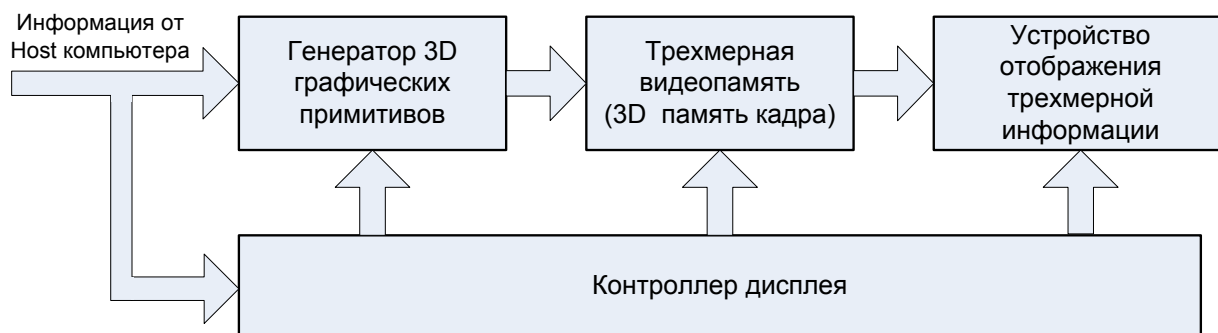 Информация от
Host компьютера
Генератор 3D
графических
примитивов
Трехмерная
видеопамять
(3D память кадра)
Устройство
отображения
трехмерной
информации
Контроллер дисплея